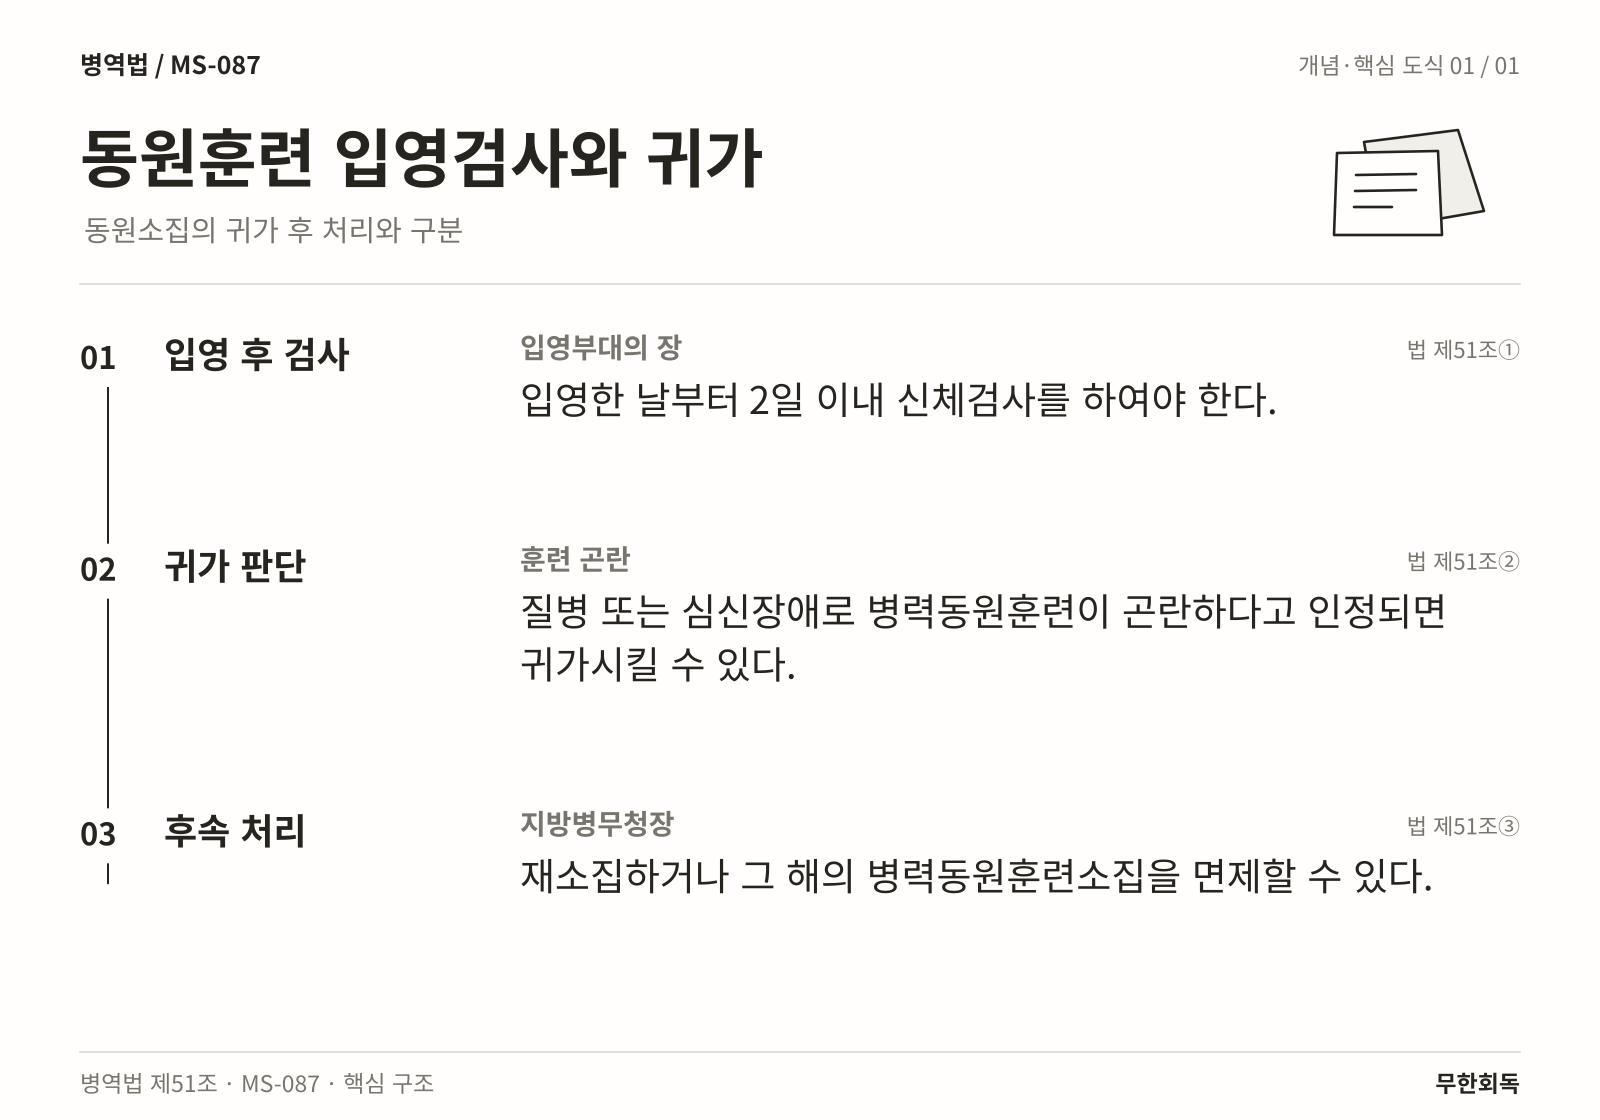 병역법 / MS-087
개념·핵심 도식 01 / 01
동원훈련 입영검사와 귀가
동원소집의 귀가 후 처리와 구분
01 입영 후 검사
입영부대의 장
법 제51조①
입영한 날부터 2일 이내 신체검사를 하여야 한다.
02 귀가 판단
훈련 곤란
법 제51조②
질병 또는 심신장애로 병력동원훈련이 곤란하다고 인정되면
귀가시킬 수 있다.
03 후속 처리
지방병무청장
법 제51조③
재소집하거나 그 해의 병력동원훈련소집을 면제할 수 있다.
병역법 제51조 · MS-087 · 핵심 구조
무한회독